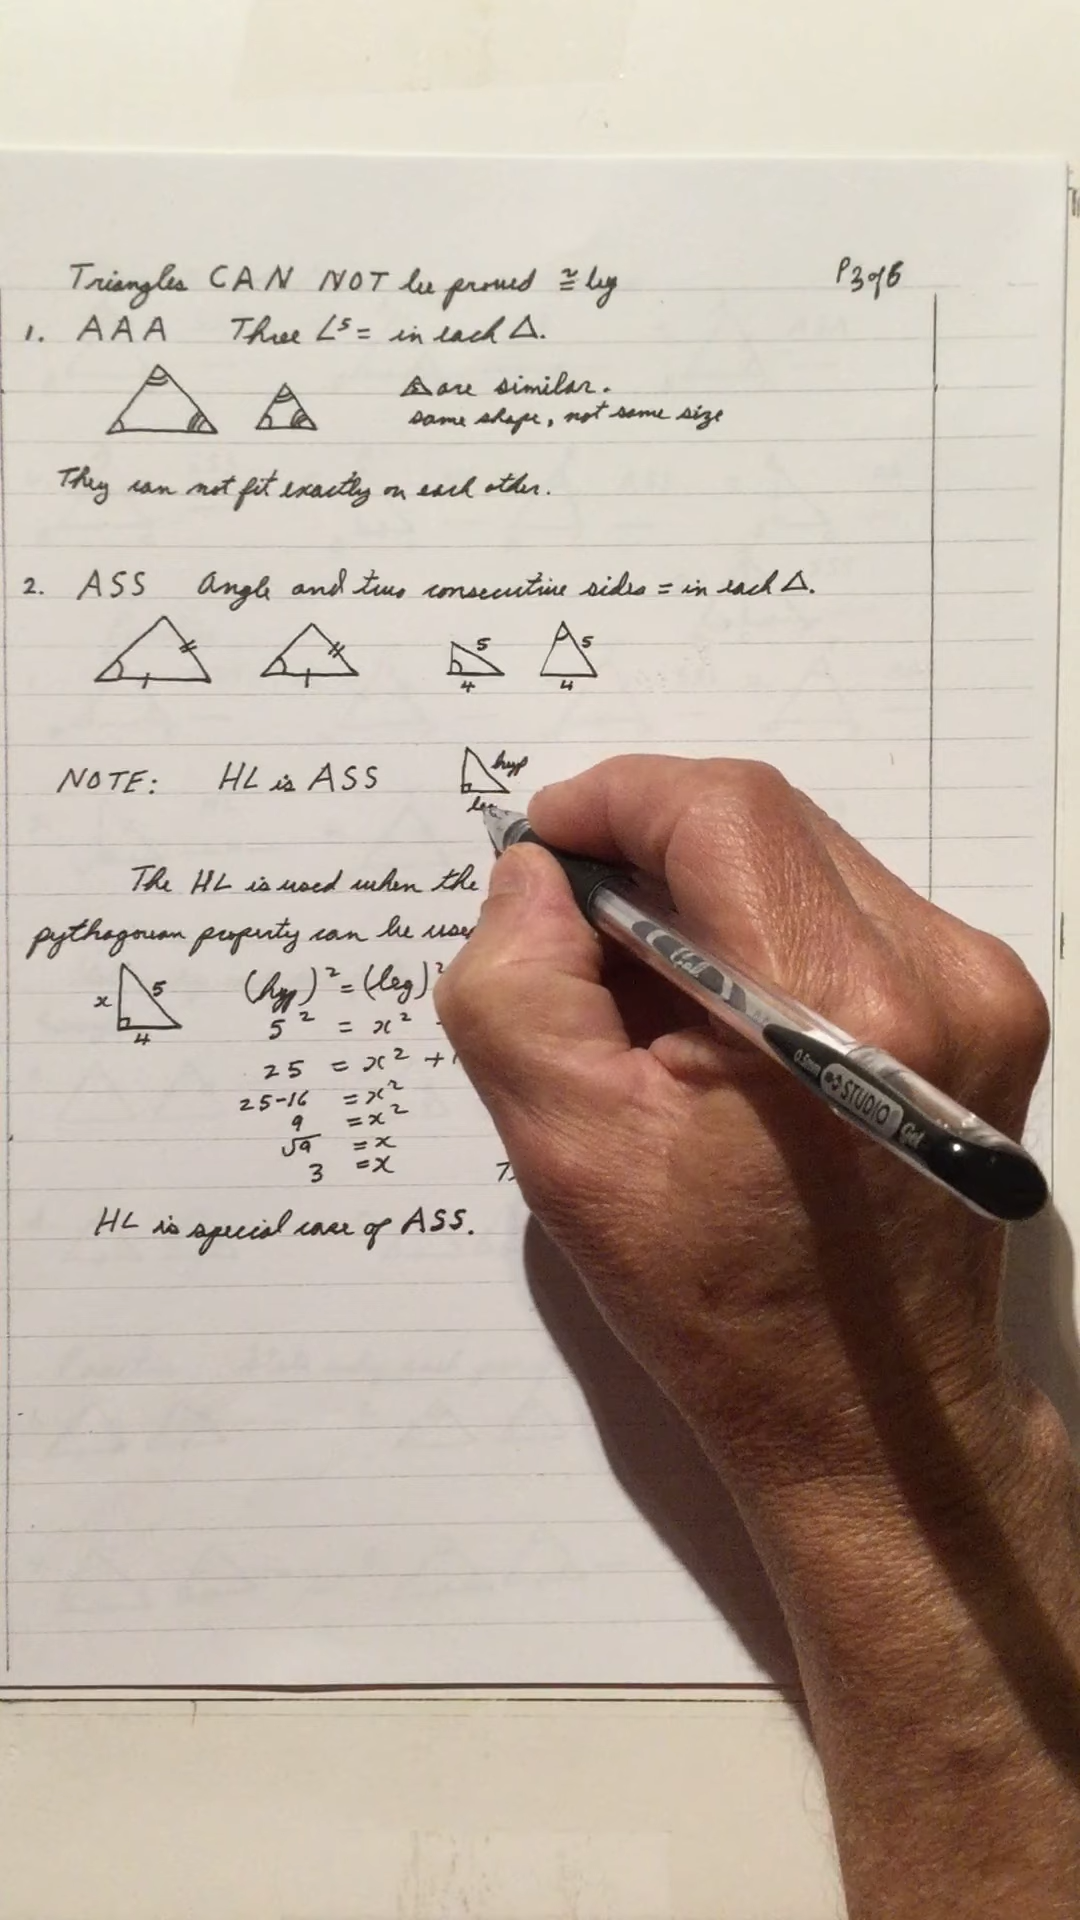 Triangles CAN NOT be proved ≅ by
P3of6
1. AAA Three ∠s = in each △.
△ are similar.
same shape, not same size
They can not fit exactly on each other.
2. ASS Angle and two consecutive sides = in each △.
5
4
5
4
NOTE: HL is ASS
hyp
leg
The HL is used when the
pythagorean property can be
x
5
4
(hyp)² = (leg)²
5² = x²
25 = x² +
25-16 = x²
9 = x²
√9 = x
3 = x
HL is special case of ASS.
Gel
0.5mm STUDIO Gel